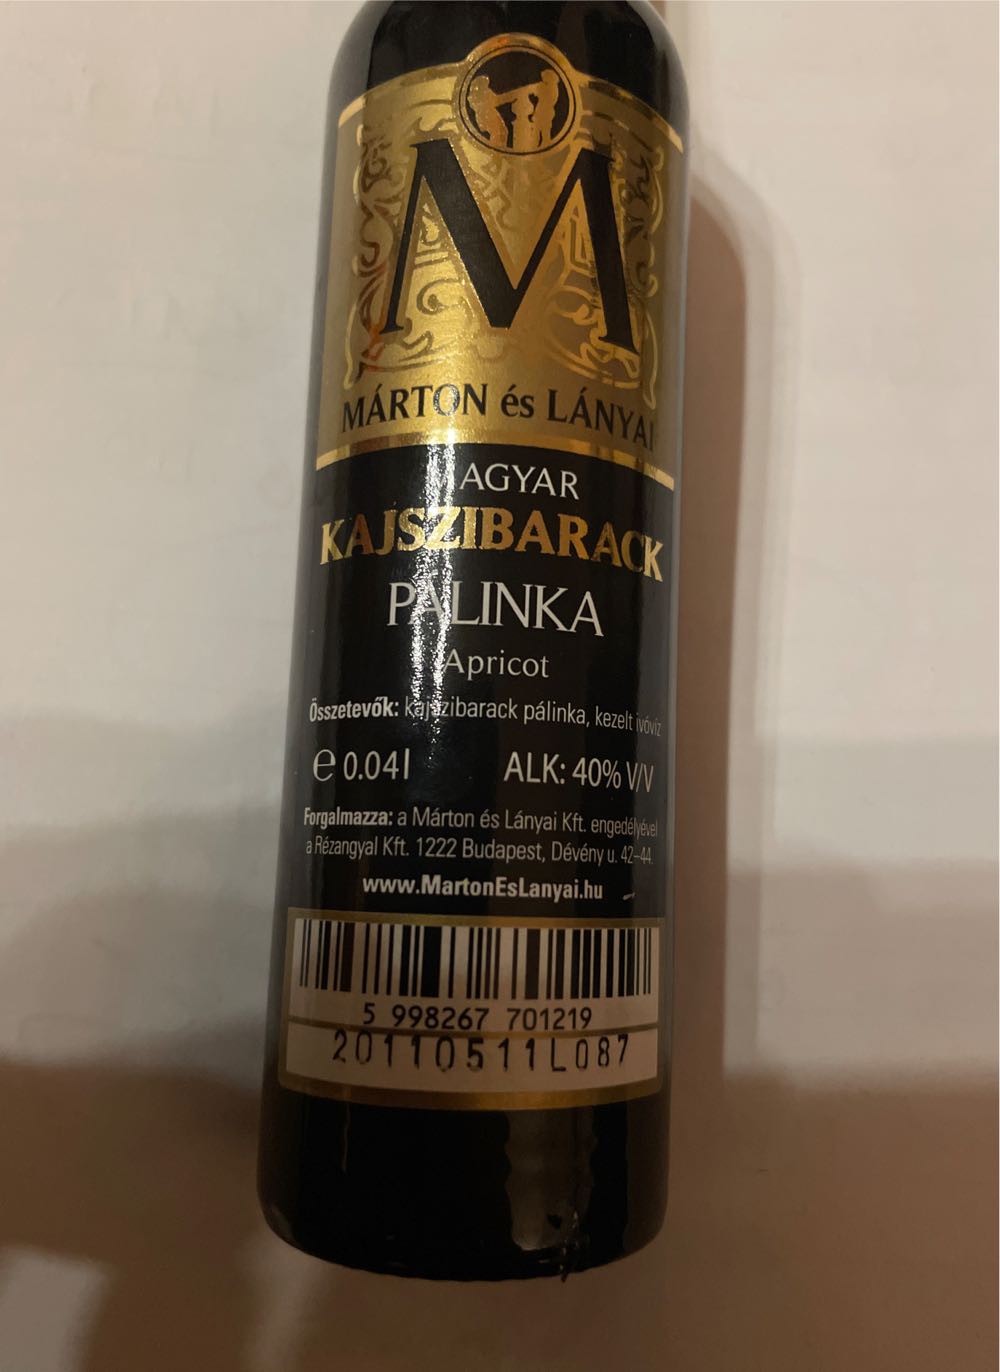 M
MÁRTON és LÁNYAI
MAGYAR
KAJSZIBARACK
PÁLINKA
Apricot
Összetevők: kajszibarack pálinka, kezelt ivóvíz
℮ 0.04l ALK: 40% V/V
Forgalmazza: a Márton és Lányai Kft. engedélyével
a Rézangyal Kft. 1222 Budapest, Dévény u. 42-44.
www.MartonEsLanyai.hu
5 998267 701219
20110511L087